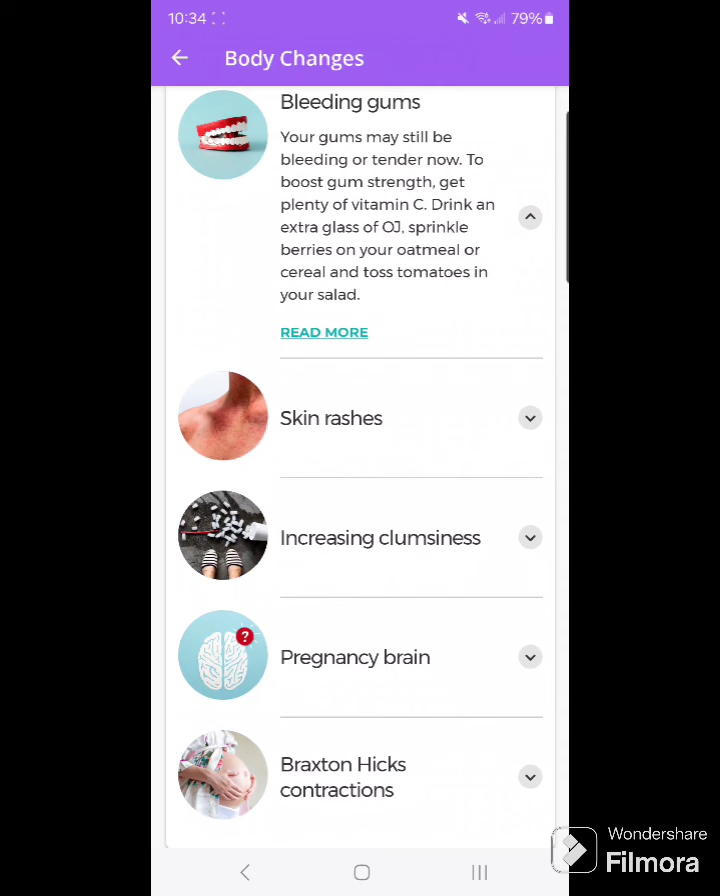 10:34
79%
Body Changes
Bleeding gums
Your gums may still be
bleeding or tender now. To
boost gum strength, get
plenty of vitamin C. Drink an
extra glass of OJ, sprinkle
berries on your oatmeal or
cereal and toss tomatoes in
your salad.
READ MORE
Skin rashes
Increasing clumsiness
?
Pregnancy brain
Braxton Hicks
contractions
Wondershare
Filmora